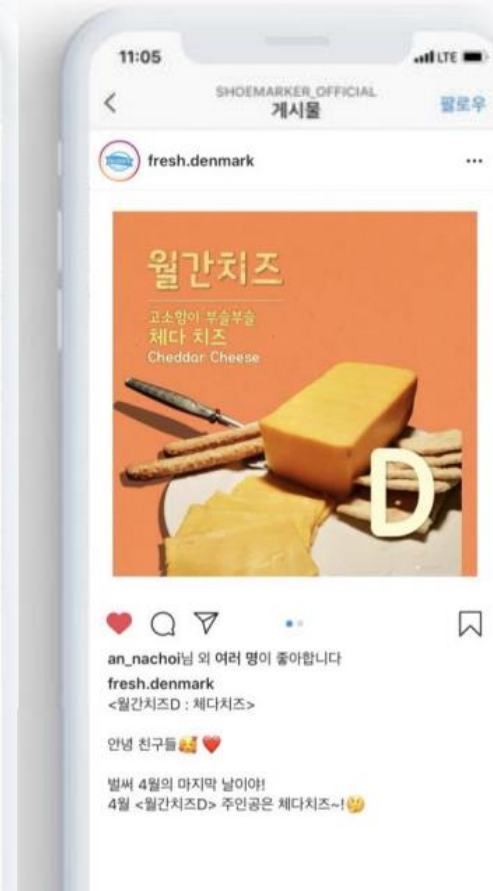 11:05
LTE
SHOEMARKER_OFFICIAL
게시물
팔로우
fresh.denmark
월간치즈
고소함이 부슬부슬
체다 치즈
Cheddar Cheese
D
an_nachoi님 외 여러 명이 좋아합니다
fresh.denmark
<월간치즈D : 체다치즈>
안녕 친구들🥰❤️
벌써 4월의 마지막 날이야!
4월 <월간치즈D> 주인공은 체다치즈~!